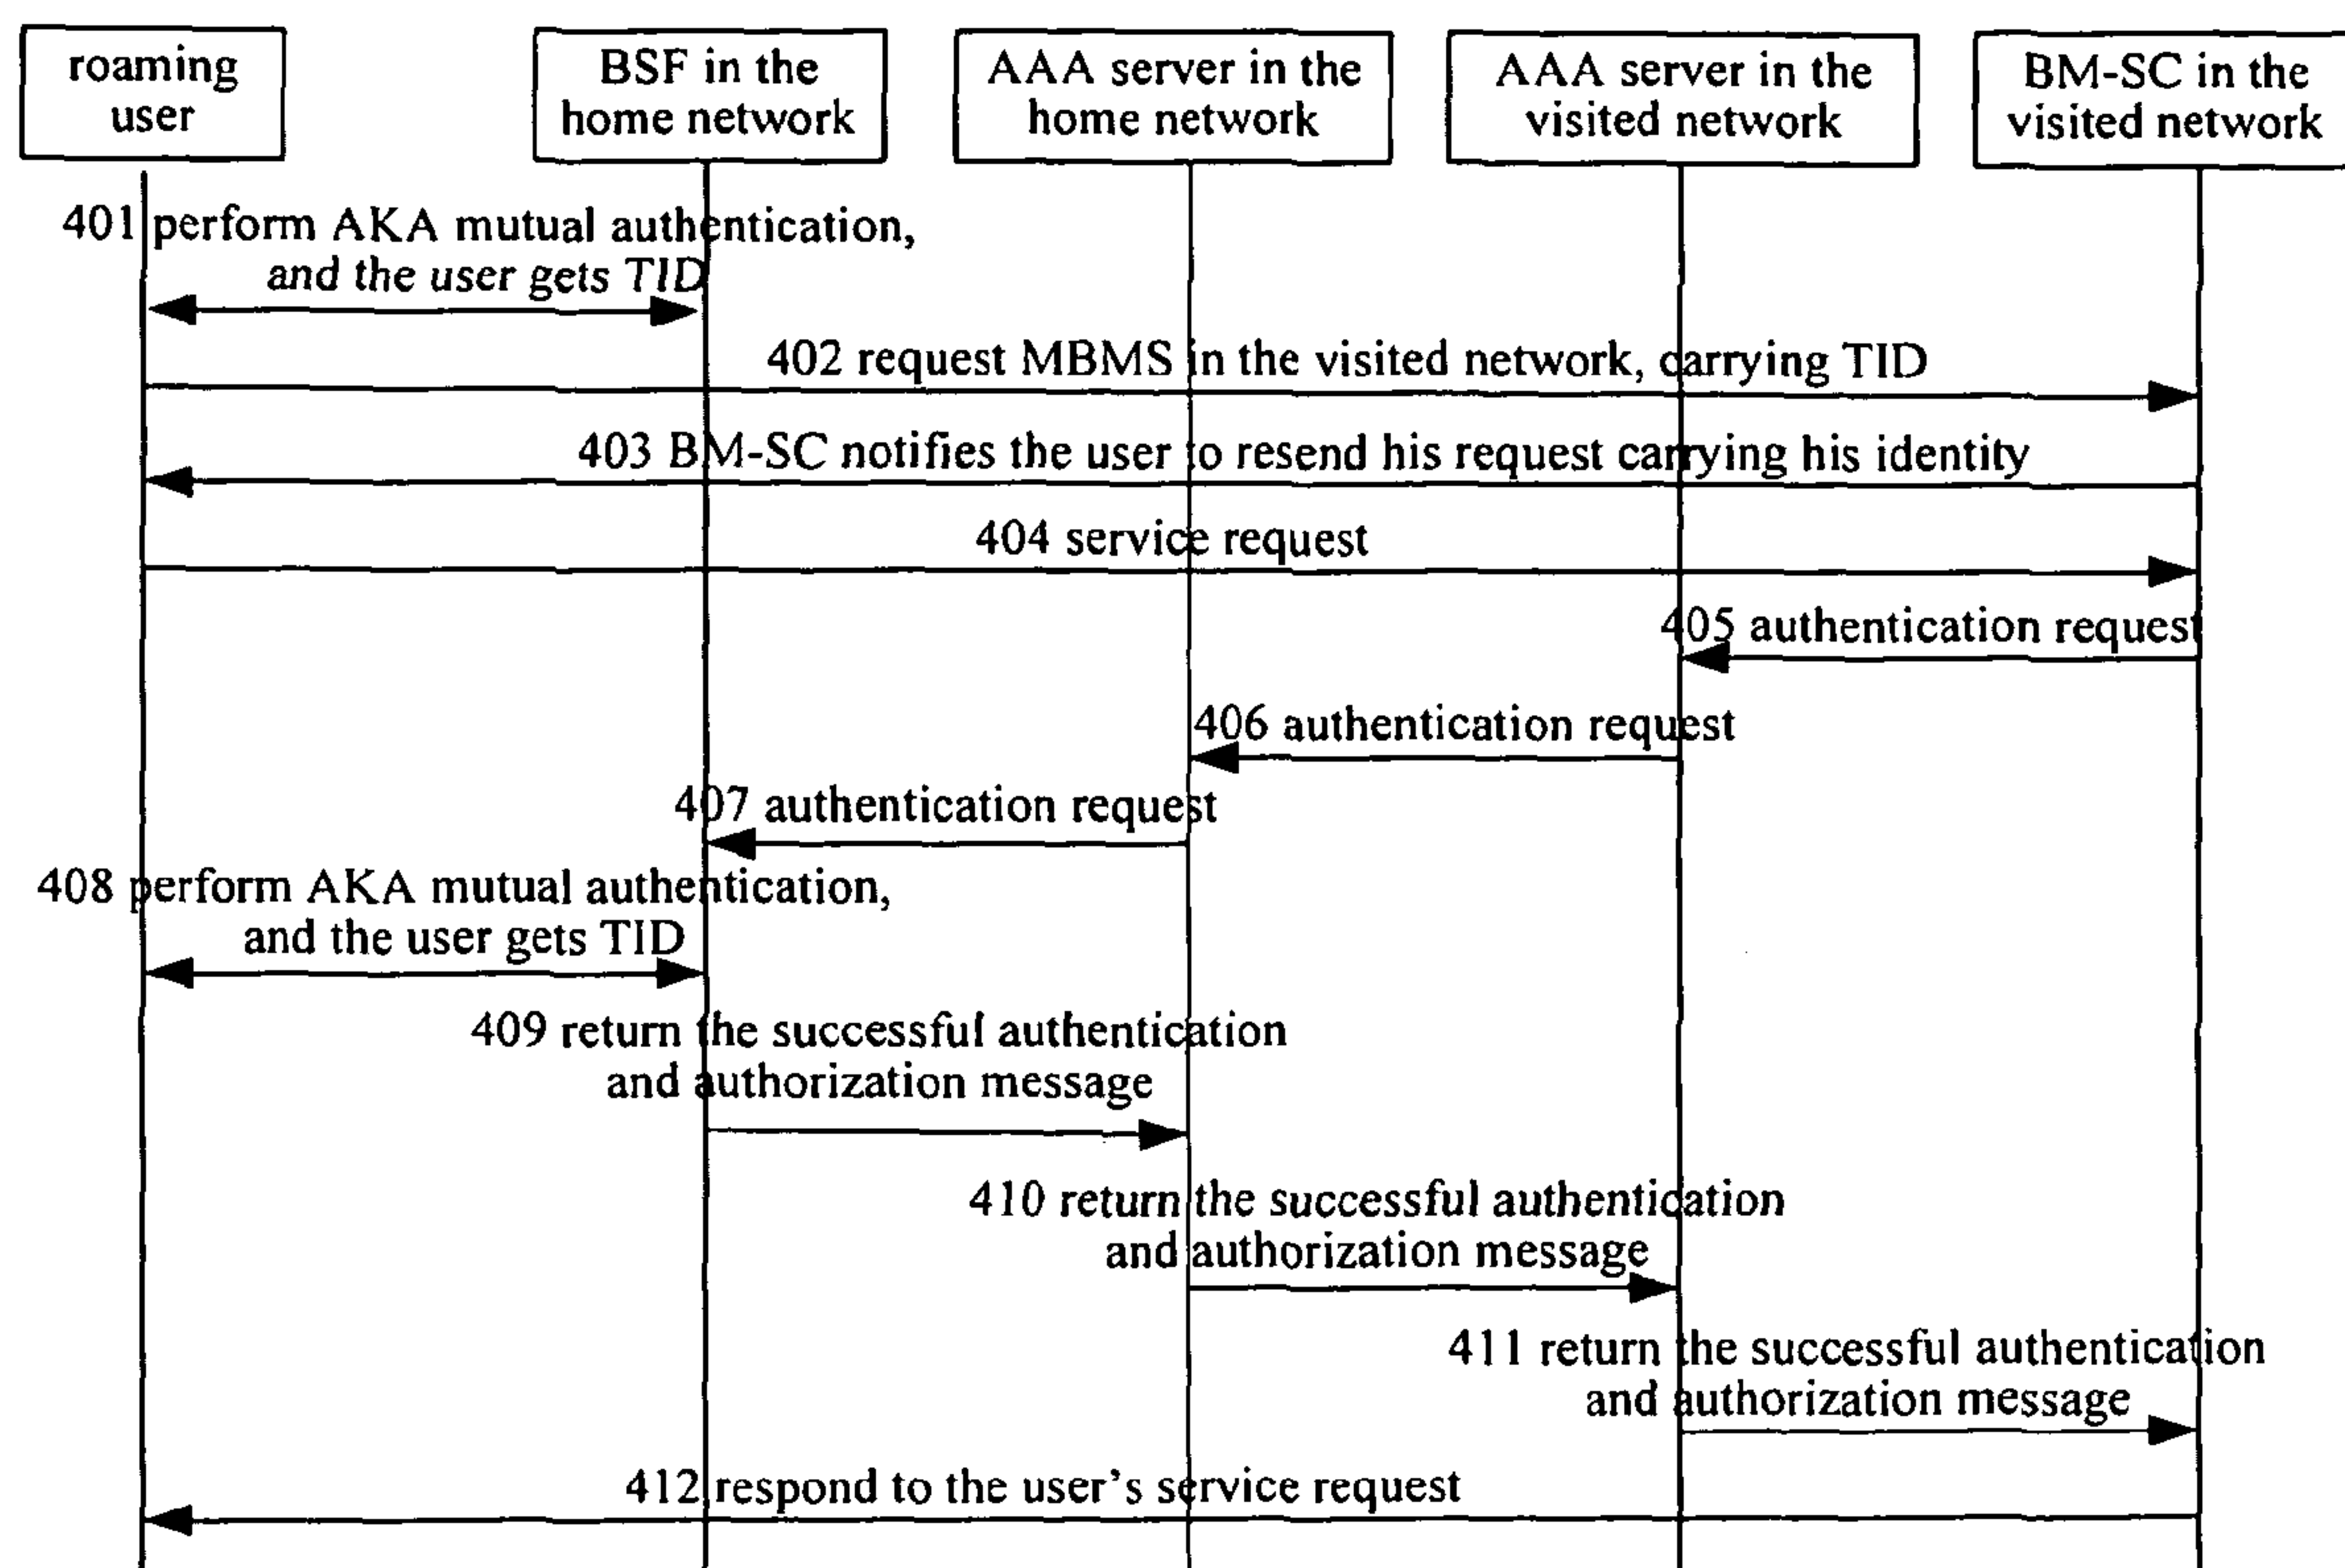 roaming
user
BSF in the
home network
AAA server in the
home network
AAA server in the
visited network
BM-SC in the
visited network
401 perform AKA mutual authentication,
and the user gets TID
402 request MBMS in the visited network, carrying TID
403 BM-SC notifies the user to resend his request carrying his identity
404 service request
405 authentication request
406 authentication request
407 authentication request
408 perform AKA mutual authentication,
and the user gets TID
409 return the successful authentication
and authorization message
410 return the successful authentication
and authorization message
411 return the successful authentication
and authorization message
412 respond to the user's service request